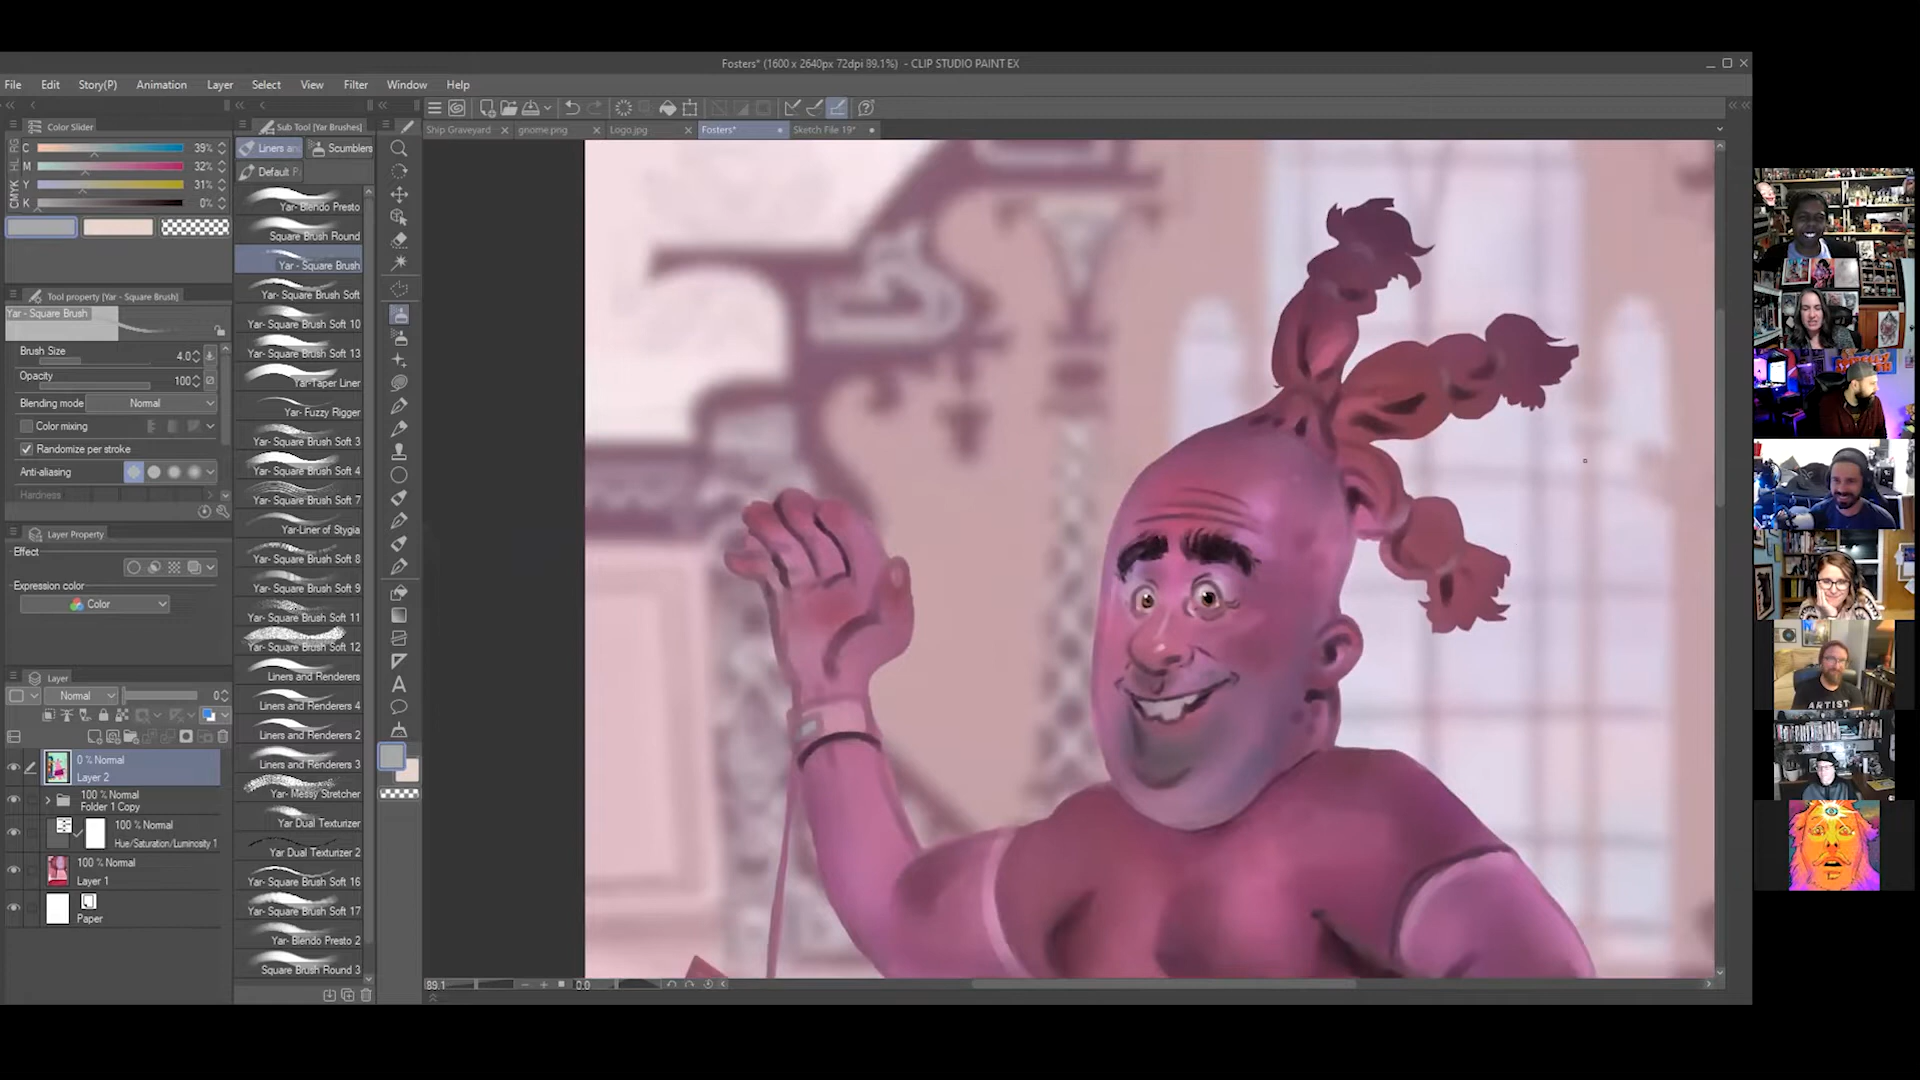 Fosters* (1600 x 2640px 72dpi 89.1%) - CLIP STUDIO PAINT EX
File Edit Story(P) Animation Layer Select View Filter Window Help
Color Slider
C 39%
M 32%
Y 31%
K 0%
CMYK
Sub Tool [Yar Brushes]
Liners and
Scumblers
Default
Ship Graveyard
gnome.png
Logo.jpg
Fosters*
Sketch File 19*
Yar- Blendo Presto
Square Brush Round
Yar - Square Brush
Yar- Square Brush Soft
Yar- Square Brush Soft 10
Yar- Square Brush Soft 13
Yar-Taper Liner
Yar- Fuzzy Rigger
Yar- Square Brush Soft 3
Yar- Square Brush Soft 4
Yar- Square Brush Soft 7
Yar-Liner of Stygia
Yar- Square Brush Soft 8
Yar- Square Brush Soft 9
Yar- Square Brush Soft 11
Yar- Square Brush Soft 12
Liners and Renderers
Liners and Renderers 4
Liners and Renderers 2
Liners and Renderers 3
Yar- Messy Stretcher
Yar Dual Texturizer
Yar Dual Texturizer 2
Yar- Square Brush Soft 16
Yar- Square Brush Soft 17
Yar- Blendo Presto 2
Square Brush Round 3
Tool property [Yar - Square Brush]
Yar - Square Brush
Brush Size 4.0
Opacity 100
Blending mode Normal
Color mixing
Randomize per stroke
Anti-aliasing
Hardness
Layer Property
Effect
Expression color
Color
Layer
Normal 0
0 % Normal
Layer 2
100 % Normal
Folder 1 Copy
100 % Normal
Hue/Saturation/Luminosity 1
100 % Normal
Layer 1
Paper
89.1
0.0
ARTIST